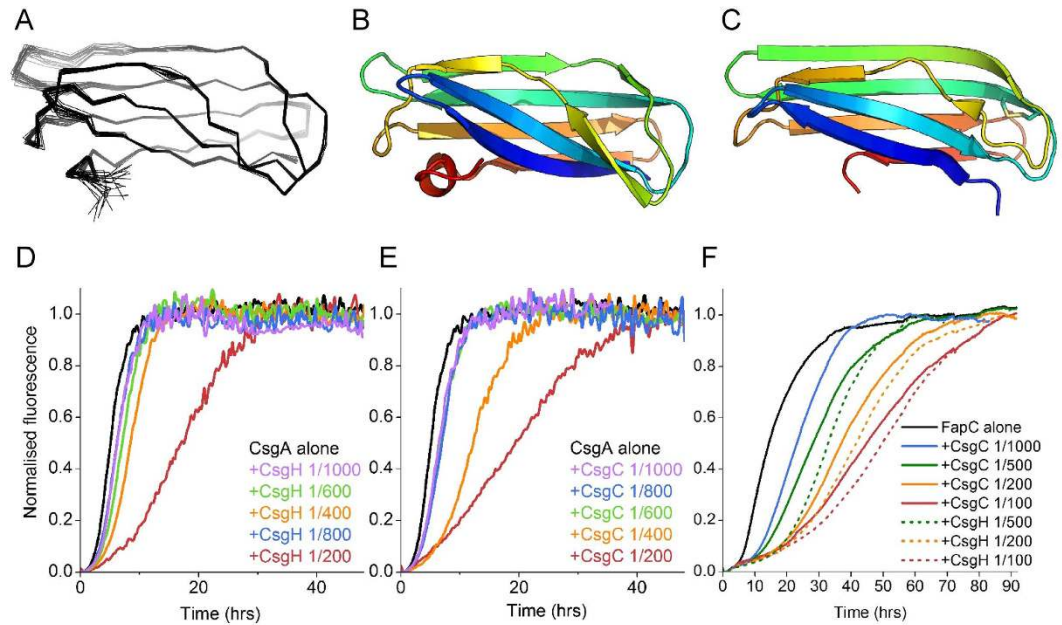 A
B
C
D
E
F
Normalised fluorescence
1.0
0.8
0.6
0.4
0.2
0.0
0
20
40
Time (hrs)
CsgA alone
+CsgH 1/1000
+CsgH 1/600
+CsgH 1/400
+CsgH 1/800
+CsgH 1/200
1.0
0.8
0.6
0.4
0.2
0.0
0
20
40
Time (hrs)
CsgA alone
+CsgC 1/1000
+CsgC 1/800
+CsgC 1/600
+CsgC 1/400
+CsgC 1/200
1.0
0.8
0.6
0.4
0.2
0.0
0 10 20 30 40 50 60 70 80 90
Time (hrs)
FapC alone
+CsgC 1/1000
+CsgC 1/500
+CsgC 1/200
+CsgC 1/100
+CsgH 1/500
+CsgH 1/200
+CsgH 1/100